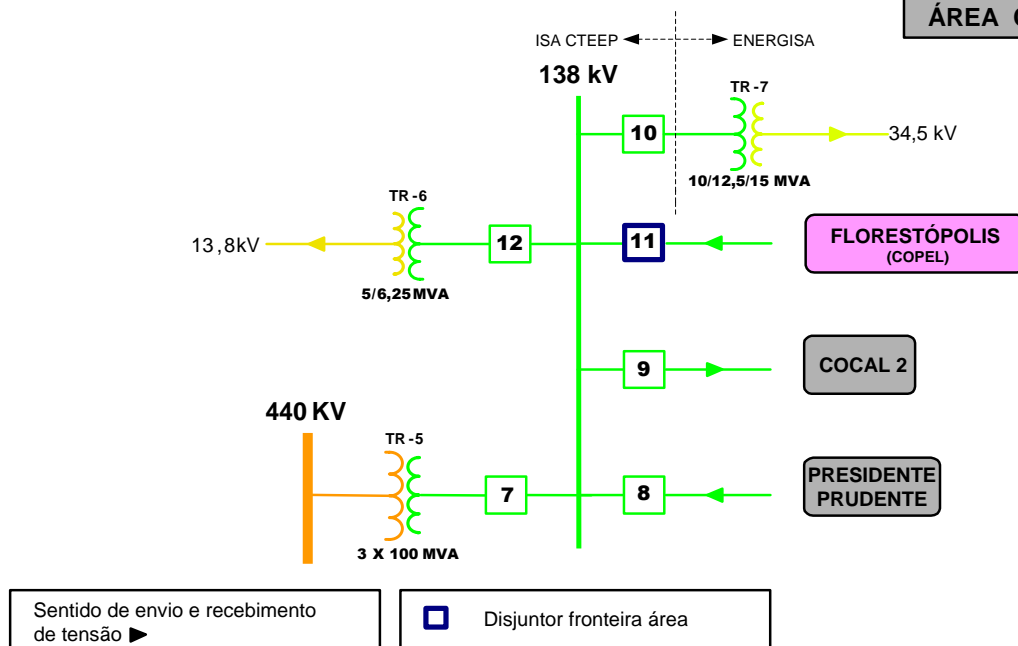 ÁREA
ISA CTEEP
ENERGISA
138 kV
TR-7
10
34,5 kV
10/12,5/15 MVA
TR-6
13,8kV
12
11
FLORESTÓPOLIS
(COPEL)
5/6,25 MVA
9
COCAL 2
440 KV
TR-5
7
8
PRESIDENTE
PRUDENTE
3 X 100 MVA
Sentido de envio e recebimento
de tensão
Disjuntor fronteira área